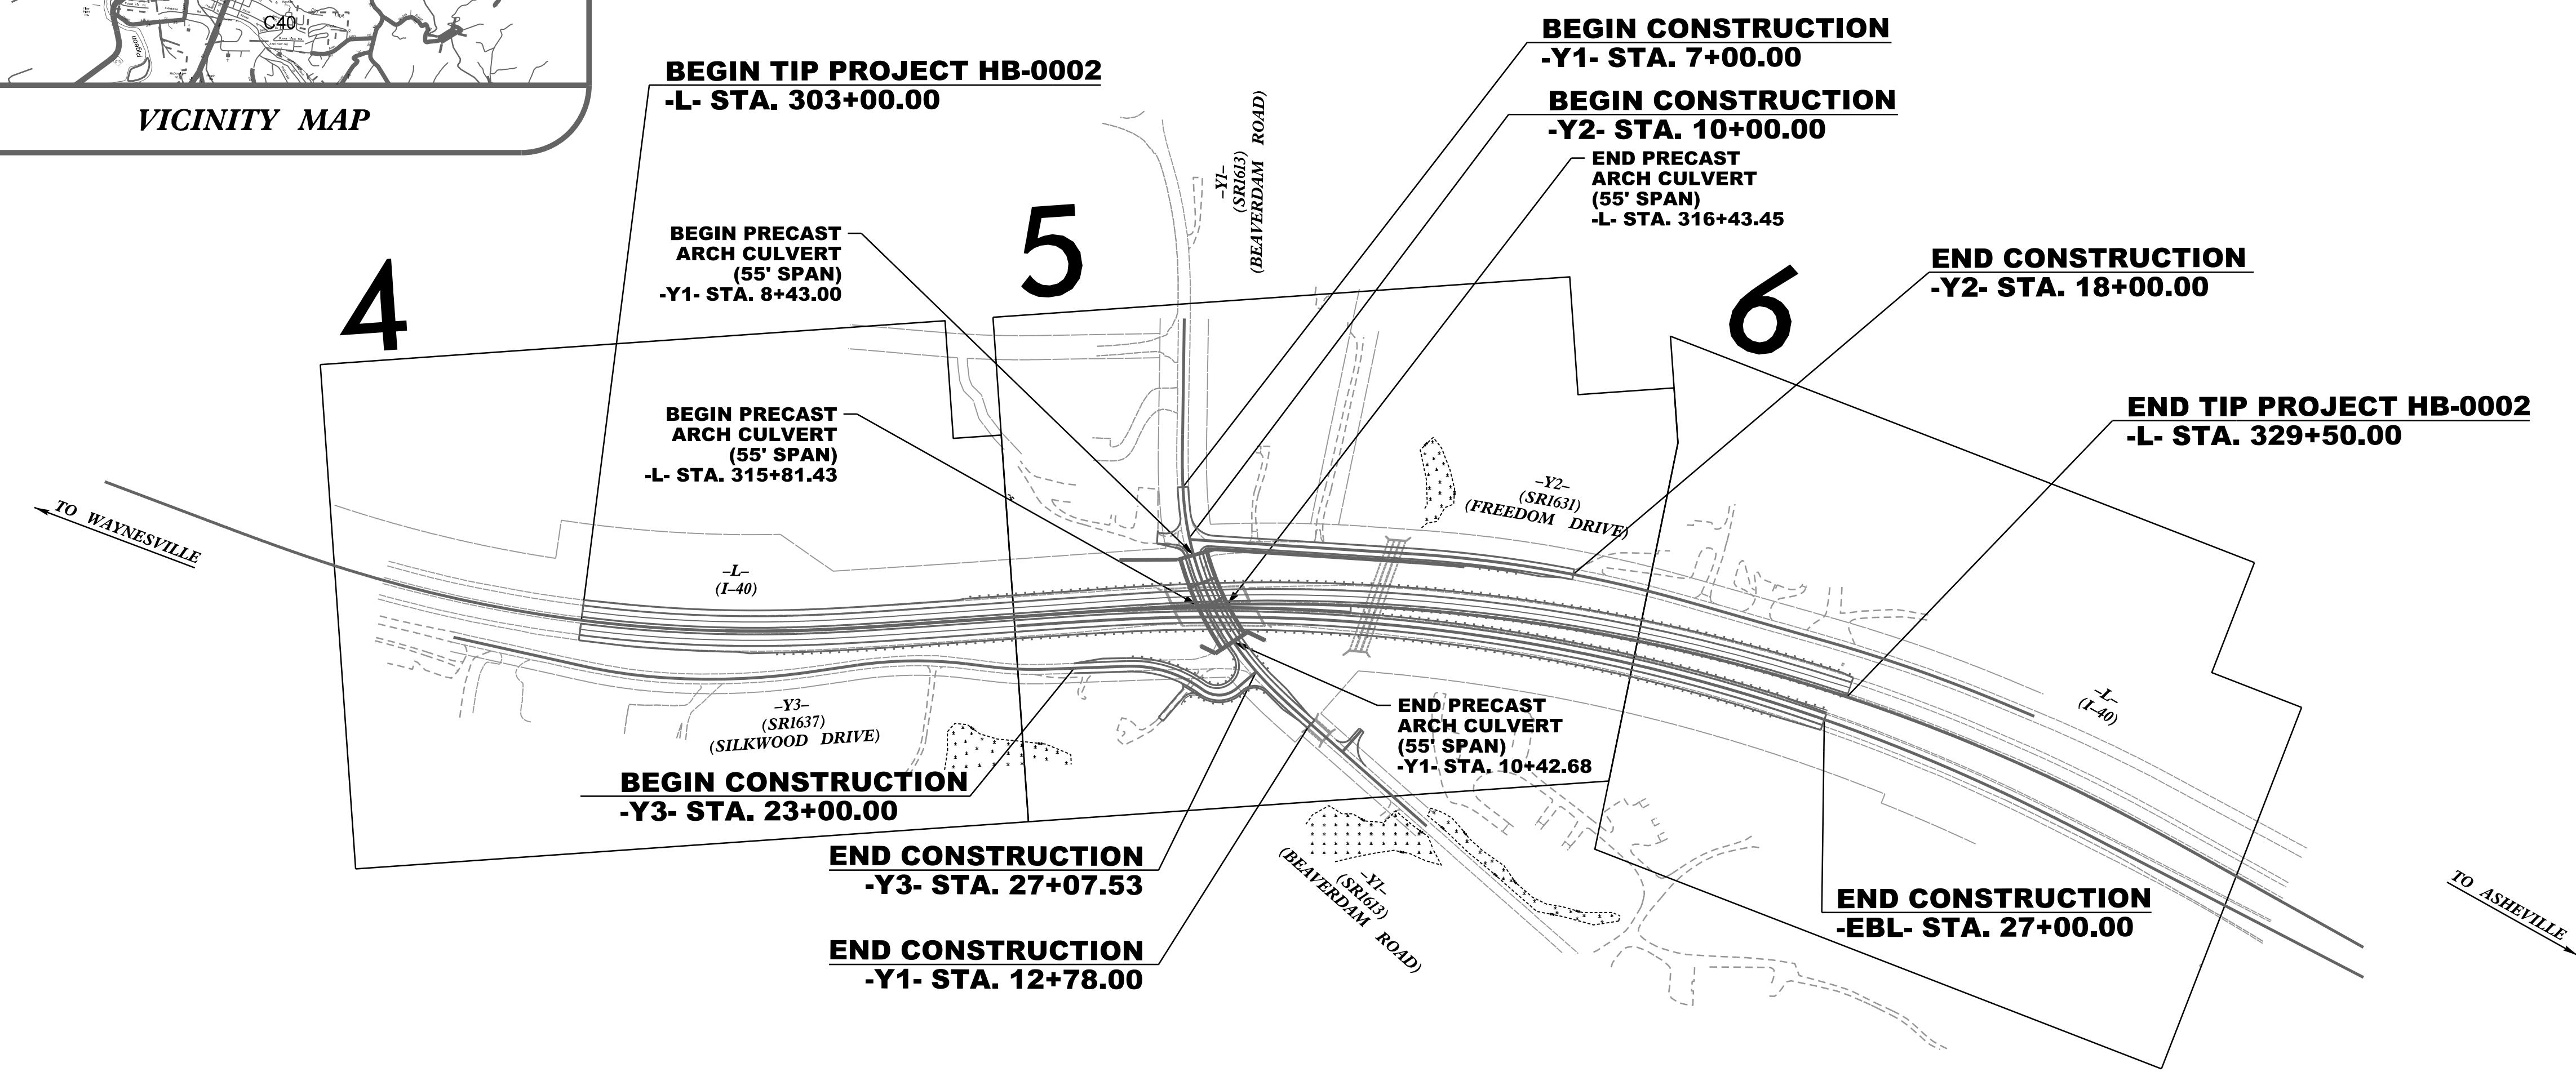 C40
VICINITY MAP
BEGIN TIP PROJECT HB-0002
-L- STA. 303+00.00
BEGIN CONSTRUCTION
-Y1- STA. 7+00.00
BEGIN CONSTRUCTION
-Y2- STA. 10+00.00
END PRECAST
ARCH CULVERT
(55' SPAN)
-L- STA. 316+43.45
–Y1–
(SR1613)
(BEAVERDAM ROAD)
BEGIN PRECAST
ARCH CULVERT
(55' SPAN)
-Y1- STA. 8+43.00
4
5
6
END CONSTRUCTION
-Y2- STA. 18+00.00
BEGIN PRECAST
ARCH CULVERT
(55' SPAN)
-L- STA. 315+81.43
END TIP PROJECT HB-0002
-L- STA. 329+50.00
–Y2–
(SR1631)
(FREEDOM DRIVE)
TO WAYNESVILLE
–L–
(I–40)
–L–
(I–40)
–Y3–
(SR1637)
(SILKWOOD DRIVE)
END PRECAST
ARCH CULVERT
(55' SPAN)
-Y1- STA. 10+42.68
BEGIN CONSTRUCTION
-Y3- STA. 23+00.00
END CONSTRUCTION
-Y3- STA. 27+07.53
–Y1–
(SR1613)
(BEAVERDAM ROAD)
END CONSTRUCTION
-EBL- STA. 27+00.00
TO ASHEVILLE
END CONSTRUCTION
-Y1- STA. 12+78.00